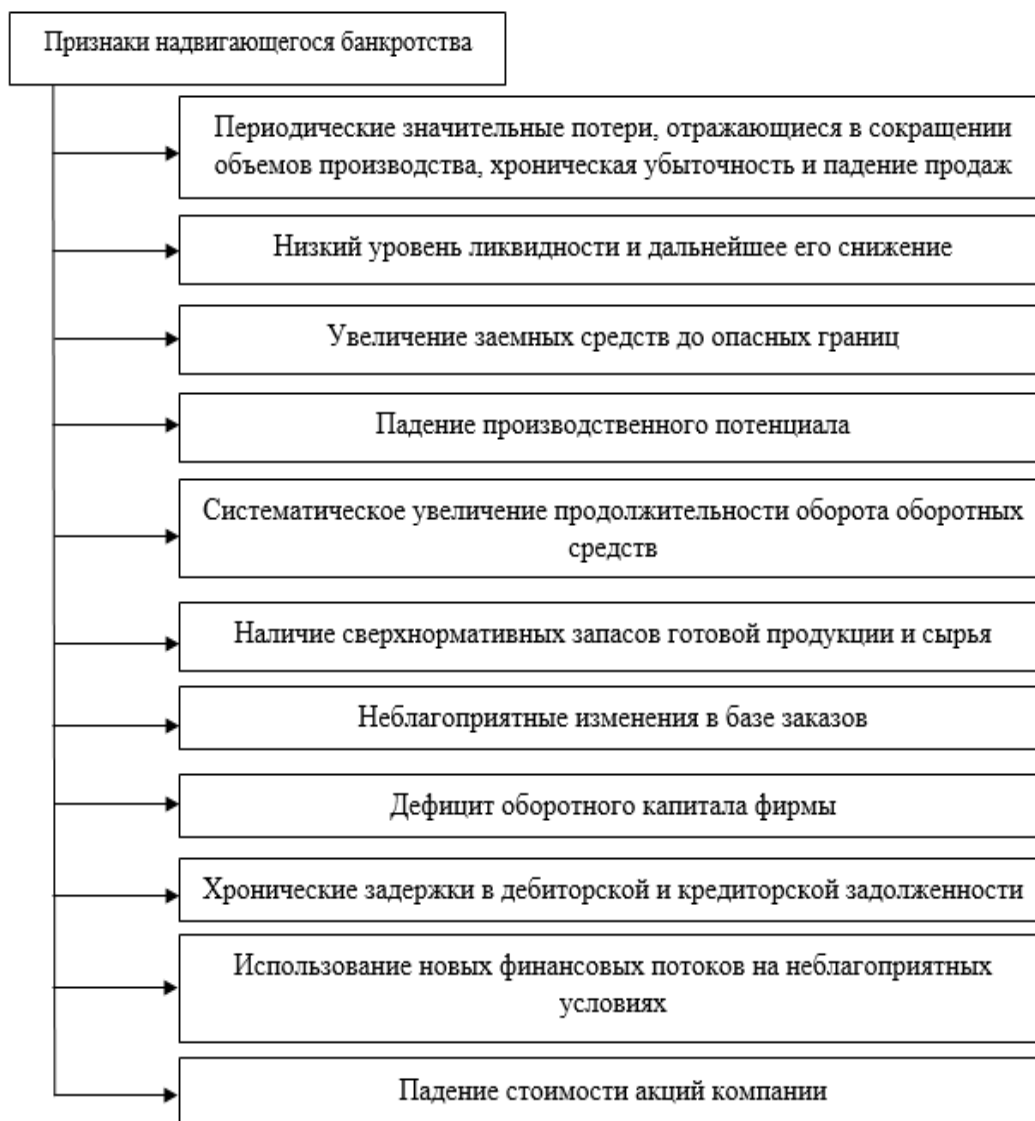 Признаки надвигающегося банкротства
Периодические значительные потери, отражающиеся в сокращении
объемов производства, хроническая убыточность и падение продаж
Низкий уровень ликвидности и дальнейшее его снижение
Увеличение заемных средств до опасных границ
Падение производственного потенциала
Систематическое увеличение продолжительности оборота оборотных
средств
Наличие сверхнормативных запасов готовой продукции и сырья
Неблагоприятные изменения в базе заказов
Дефицит оборотного капитала фирмы
Хронические задержки в дебиторской и кредиторской задолженности
Использование новых финансовых потоков на неблагоприятных
условиях
Падение стоимости акций компании